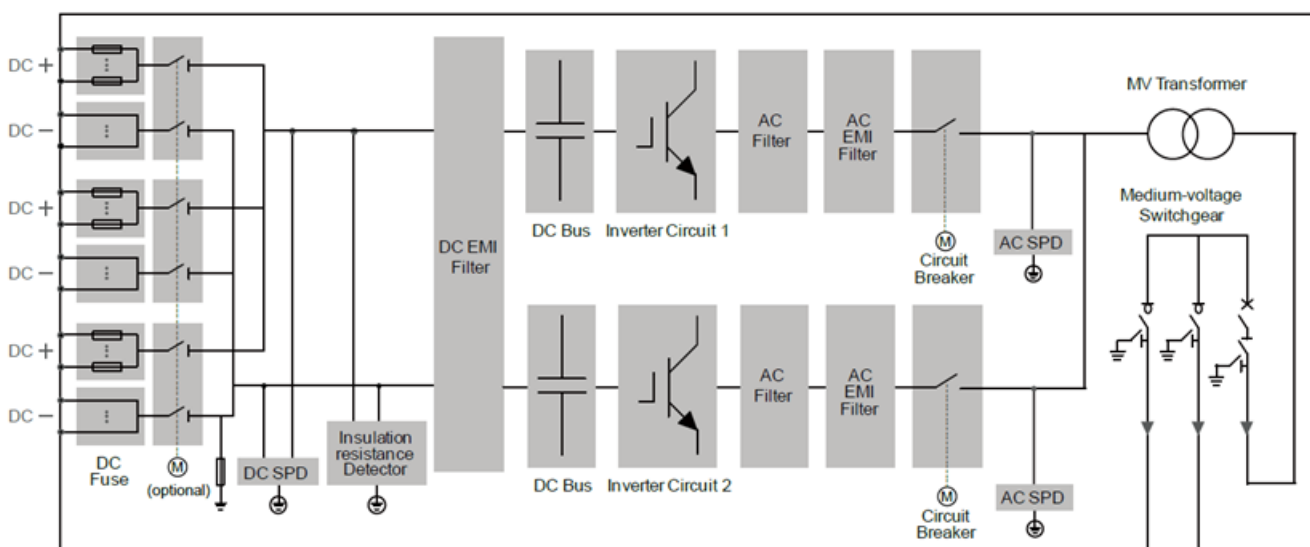 DC +
DC −
DC +
DC −
DC +
DC −
DC
Fuse
M
(optional)
DC SPD
Insulation
resistance
Detector
DC EMI
Filter
DC Bus
Inverter Circuit 1
AC
Filter
AC
EMI
Filter
M
Circuit
Breaker
AC SPD
DC Bus
Inverter Circuit 2
AC
Filter
AC
EMI
Filter
M
Circuit
Breaker
AC SPD
MV Transformer
Medium-voltage
Switchgear